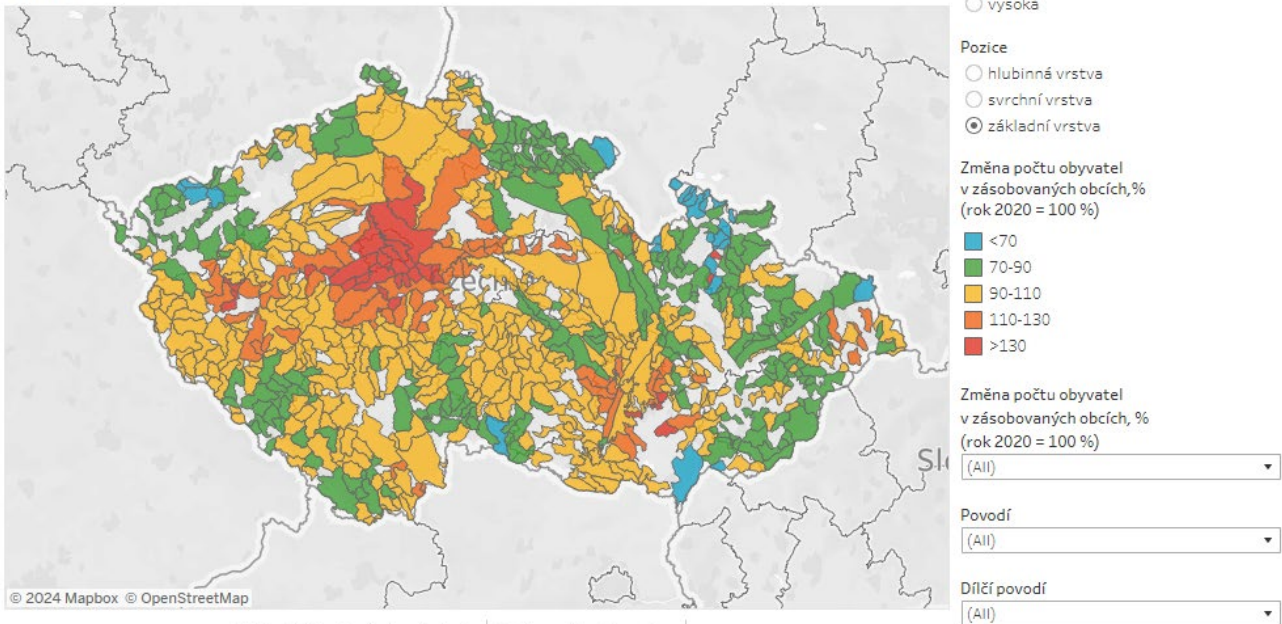 vysoká
Pozice
hlubinná vrstva
svrchní vrstva
základní vrstva
Změna počtu obyvatel
v zásobovaných obcích,%
(rok 2020 = 100 %)
<70
70-90
90-110
110-130
>130
Změna počtu obyvatel
v zásobovaných obcích, %
(rok 2020 = 100 %)
(All)
Povodí
(All)
Dílčí povodí
(All)
© 2024 Mapbox © OpenStreetMap